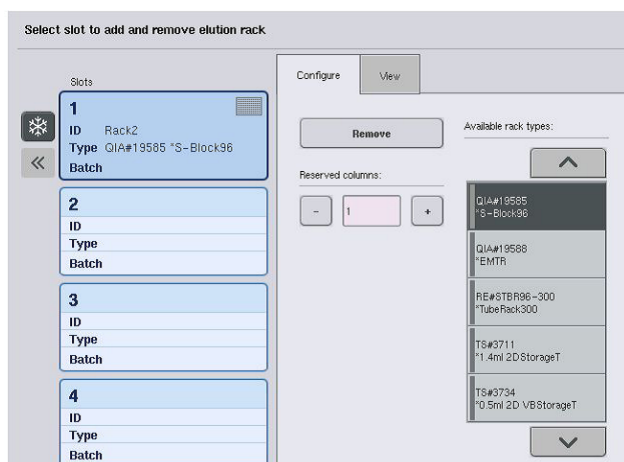 Select slot to add and remove elution rack
Slots
1
ID Rack2
Type QIA#19585 *S-Block96
Batch
2
ID
Type
Batch
3
ID
Type
Batch
4
ID
Type
Batch
Configure View
Remove
Reserved columns:
- 1 +
Available rack types:
QIA#19585
*S-Block96
QIA#19588
*EMTR
RE#STBR96-300
*TubeRack300
TS#3711
*1.4ml 2DStorageT
TS#3734
*0.5ml 2D VBStorageT